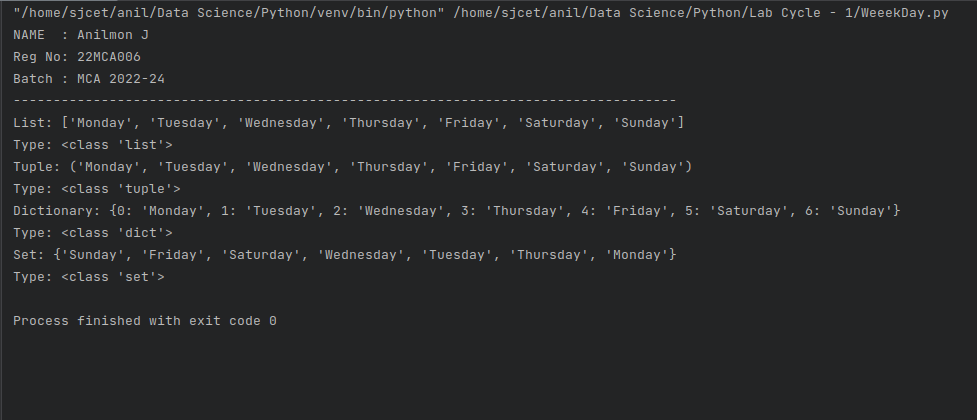 "/home/sjcet/anil/Data Science/Python/venv/bin/python" /home/sjcet/anil/Data Science/Python/Lab Cycle - 1/WeeekDay.py
NAME  : Anilmon J
Reg No: 22MCA006
Batch : MCA 2022-24
-----------------------------------------------------------------------------------
List: ['Monday', 'Tuesday', 'Wednesday', 'Thursday', 'Friday', 'Saturday', 'Sunday']
Type: <class 'list'>
Tuple: ('Monday', 'Tuesday', 'Wednesday', 'Thursday', 'Friday', 'Saturday', 'Sunday')
Type: <class 'tuple'>
Dictionary: {0: 'Monday', 1: 'Tuesday', 2: 'Wednesday', 3: 'Thursday', 4: 'Friday', 5: 'Saturday', 6: 'Sunday'}
Type: <class 'dict'>
Set: {'Sunday', 'Friday', 'Saturday', 'Wednesday', 'Tuesday', 'Thursday', 'Monday'}
Type: <class 'set'>
Process finished with exit code 0